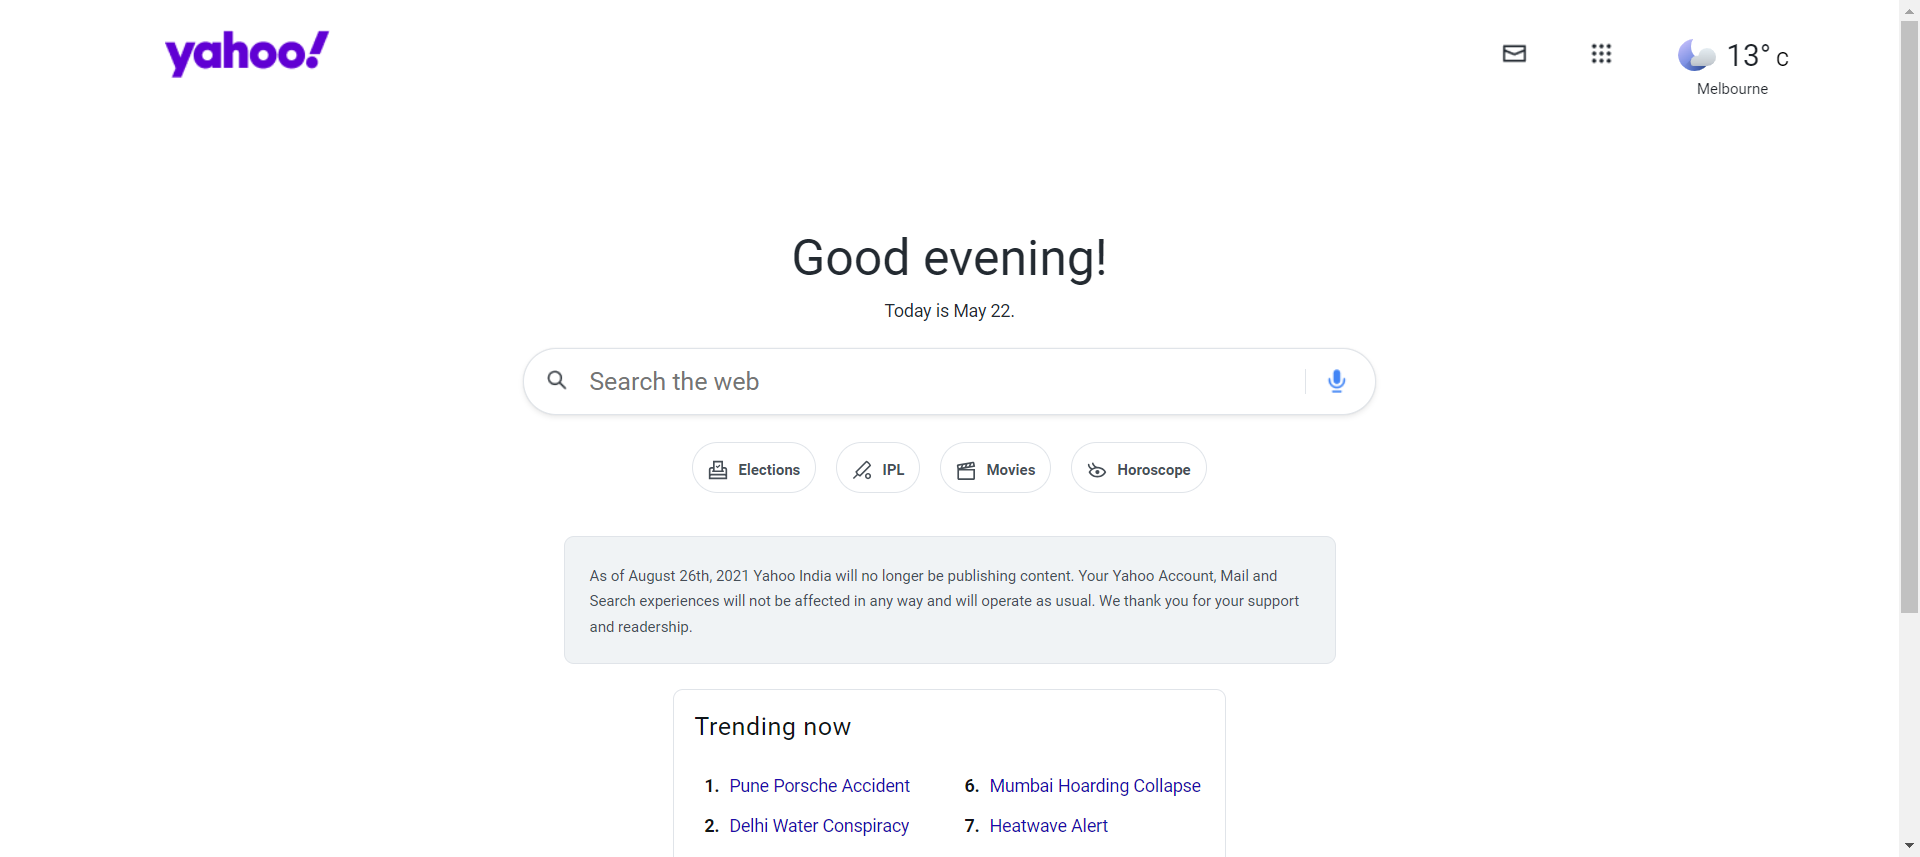 yahoo!
13° C
Melbourne
Good evening!
Today is May 22.
Search the web
Elections IPL Movies Horoscope
As of August 26th, 2021 Yahoo India will no longer be publishing content. Your Yahoo Account, Mail and
Search experiences will not be affected in any way and will operate as usual. We thank you for your support
and readership.
Trending now
1. Pune Porsche Accident
2. Delhi Water Conspiracy
6. Mumbai Hoarding Collapse
7. Heatwave Alert